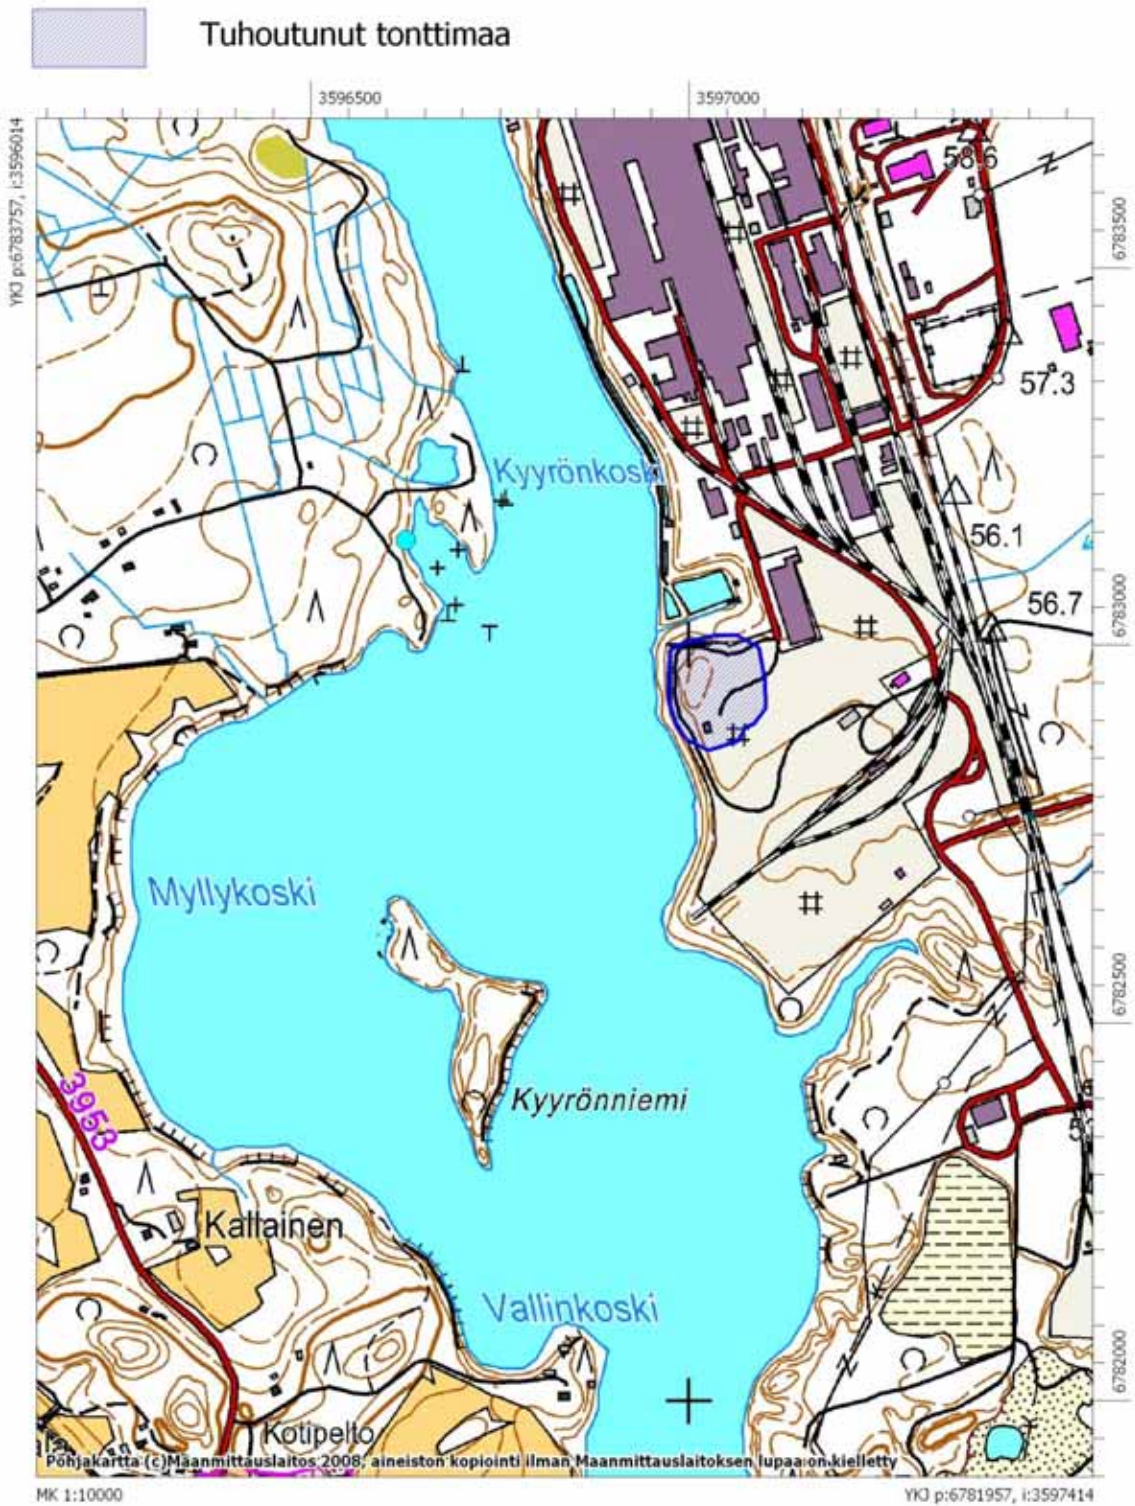 Tuhoutunut tonttimaa
3596500
3597000
YKJ p:6783757, i:3596014
58.6
6783500
57.3
Kyyrönkoski
56.1
56.7
6783000
Myllykoski
6782500
3953
Kyyrönniemi
Kallainen
Vallinkoski
6782000
Kotipelto
Pohjakartta (c)Maanmittauslaitos 2008, aineiston kopiointi ilman Maanmittauslaitoksen lupaa on kielletty
MK 1:10000
YKJ p:6781957, i:3597414